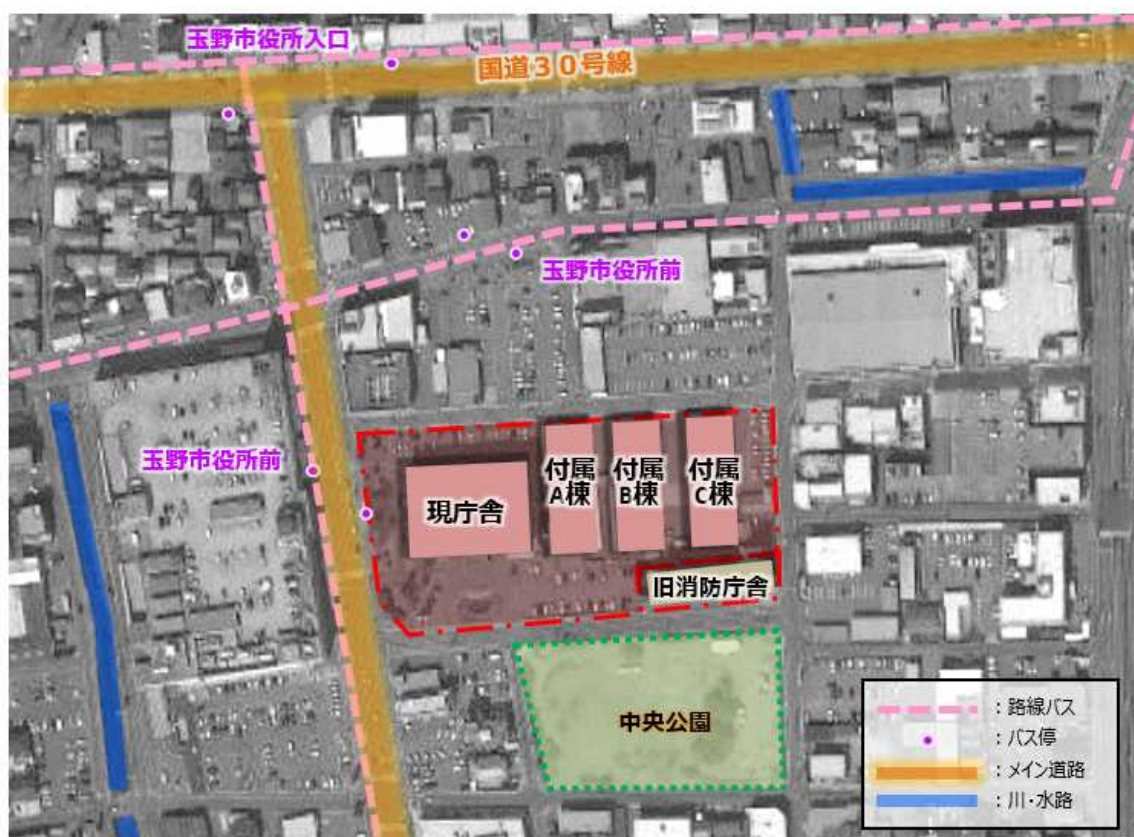 玉野市役所入口
国道30号線
玉野市役所前
玉野市役所前
現庁舎
付属
A棟
付属
B棟
付属
C棟
旧消防庁舎
中央公園
：路線バス
：バス停
：メイン道路
：川・水路